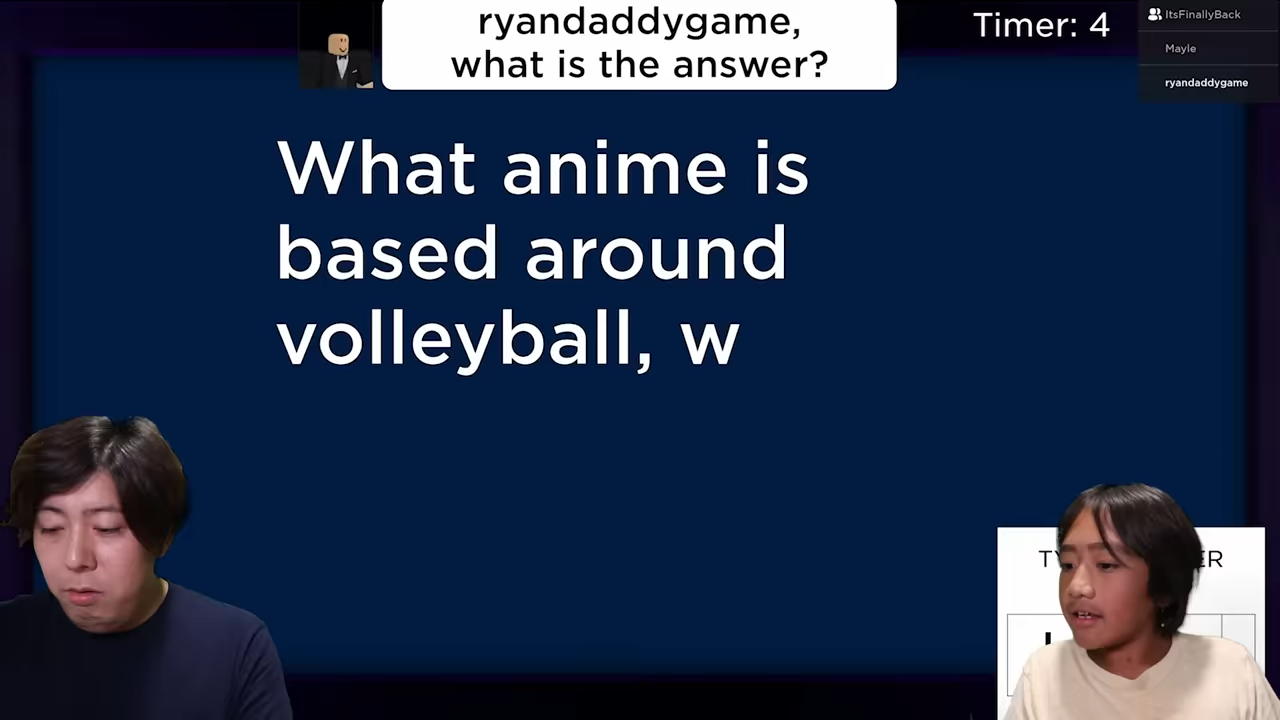 ryandaddygame,
what is the answer?
Timer: 4
ItsFinallyBack
Mayle
ryandaddygame
What anime is
based around
volleyball, w